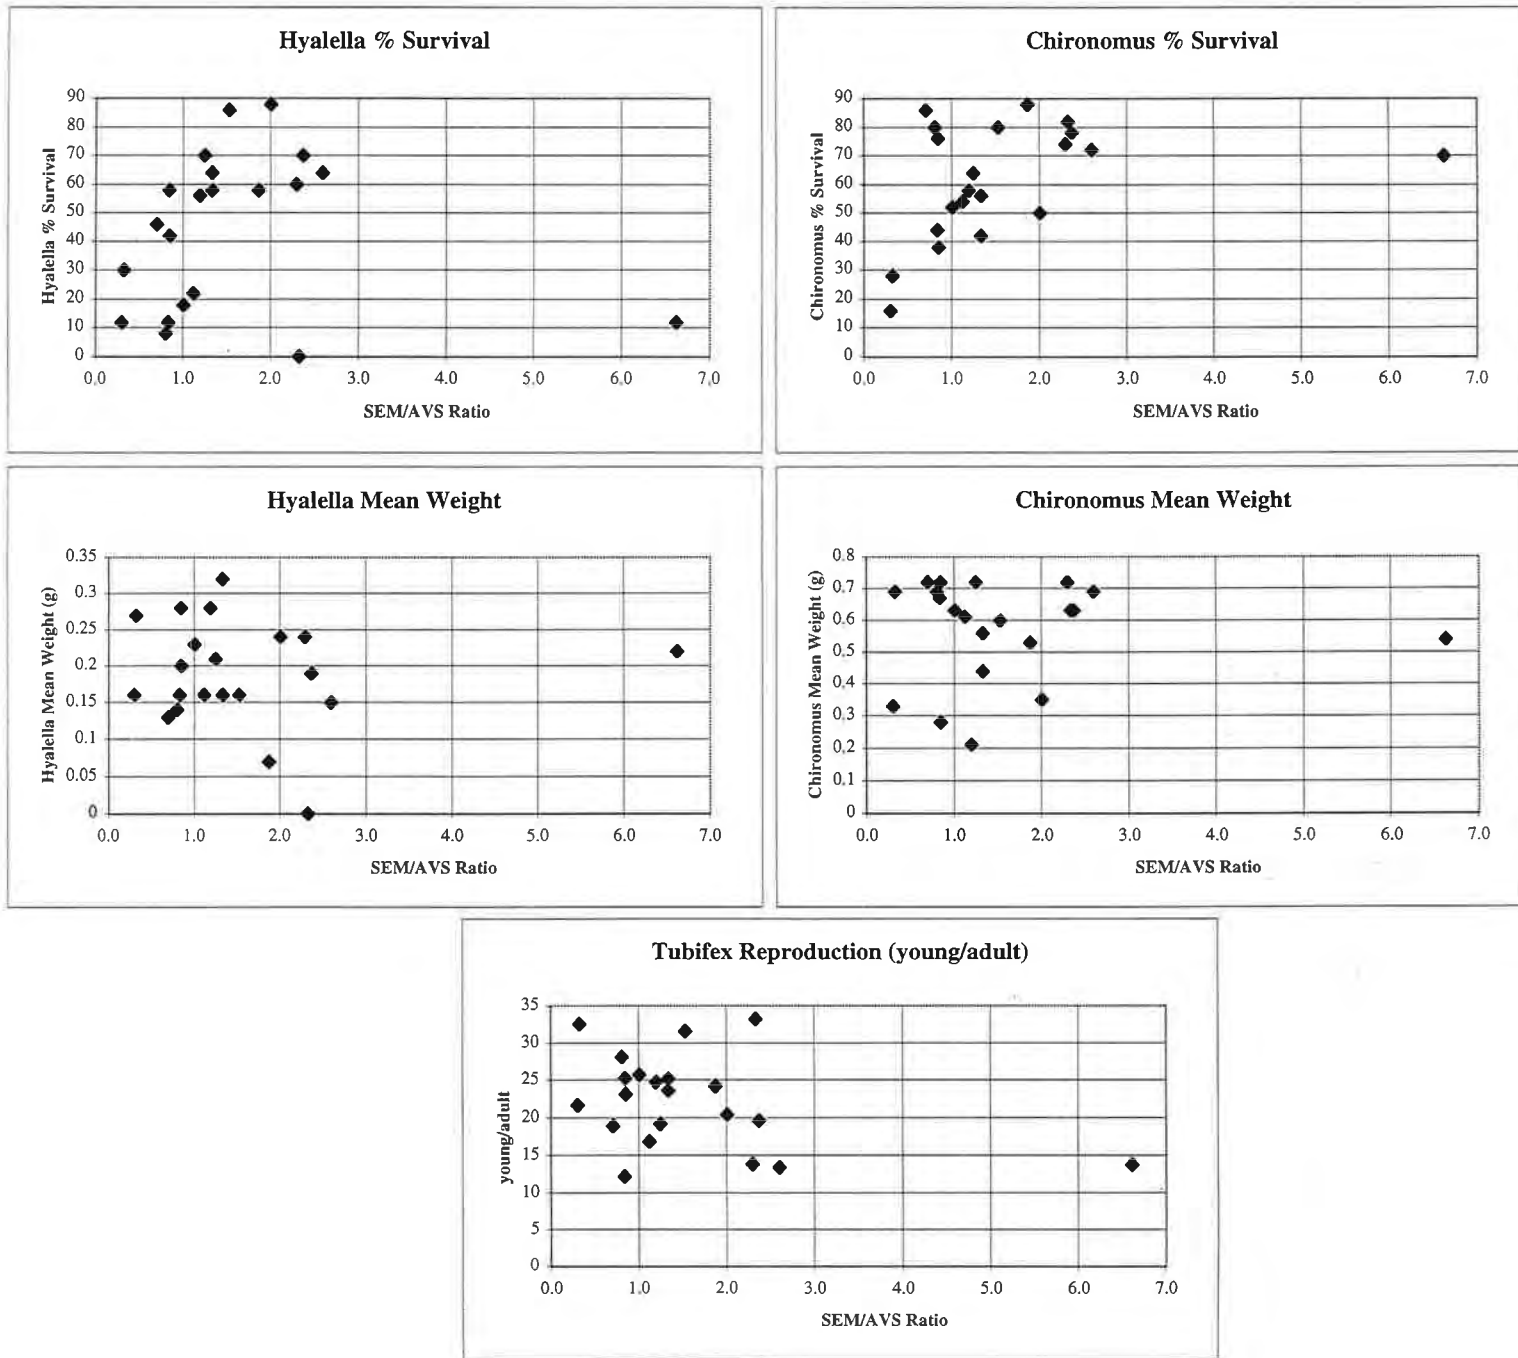 Hyalella % Survival
90
80
70
60
50
40
30
20
10
0
Hyalella % Survival
0.0 1.0 2.0 3.0 4.0 5.0 6.0 7.0
SEM/AVS Ratio
Chironomus % Survival
90
80
70
60
50
40
30
20
10
0
Chironomus % Survival
0.0 1.0 2.0 3.0 4.0 5.0 6.0 7.0
SEM/AVS Ratio
Hyalella Mean Weight
0.35
0.3
0.25
0.2
0.15
0.1
0.05
0
Hyalella Mean Weight (g)
0.0 1.0 2.0 3.0 4.0 5.0 6.0 7.0
SEM/AVS Ratio
Chironomus Mean Weight
0.8
0.7
0.6
0.5
0.4
0.3
0.2
0.1
0
Chironomus Mean Weight (g)
0.0 1.0 2.0 3.0 4.0 5.0 6.0 7.0
SEM/AVS Ratio
Tubifex Reproduction (young/adult)
35
30
25
20
15
10
5
0
young/adult
0.0 1.0 2.0 3.0 4.0 5.0 6.0 7.0
SEM/AVS Ratio